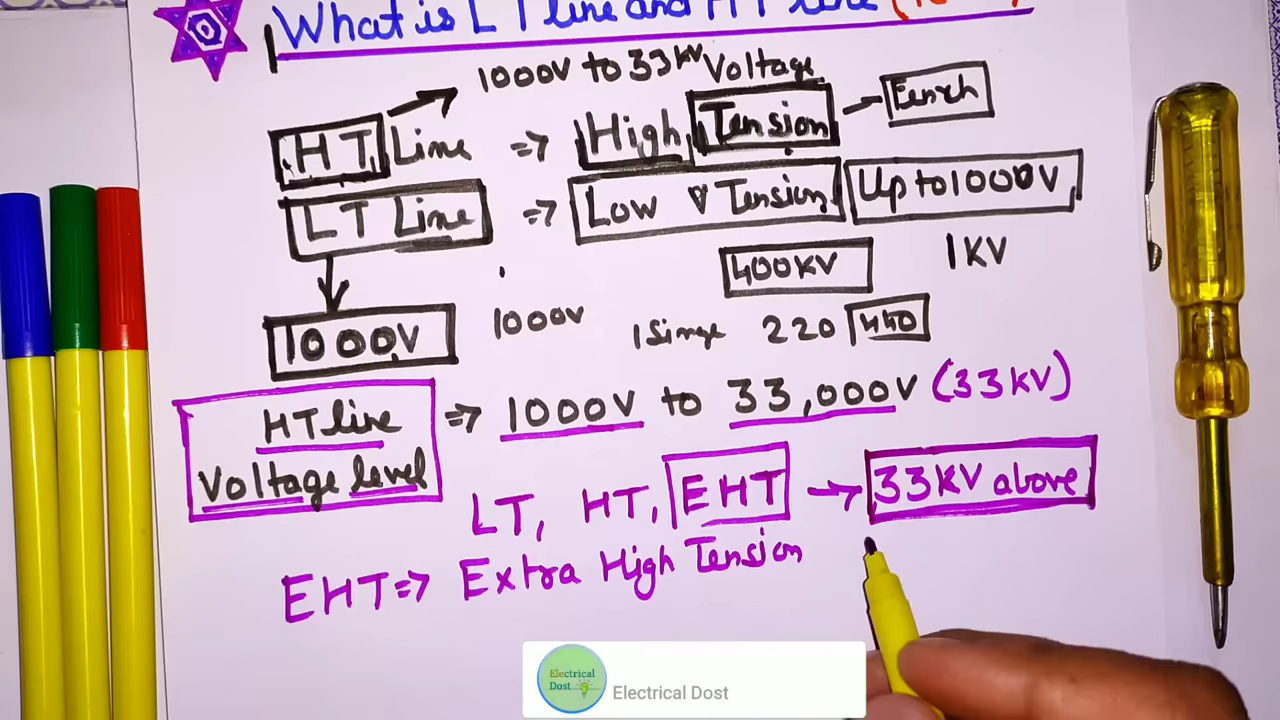 What is LT line and HT line
1000V to 33KV Voltage
HT Line ⇒ High Tension
LT Line ⇒ Low Tension Up to 1000V
400KV 1KV
1000V 1000V 220 440
HT line Voltage level ⇒ 1000V to 33,000V (33KV)
LT, HT, EHT → 33KV above
EHT ⇒ Extra High Tension
Electrical Dost
Electrical Dost